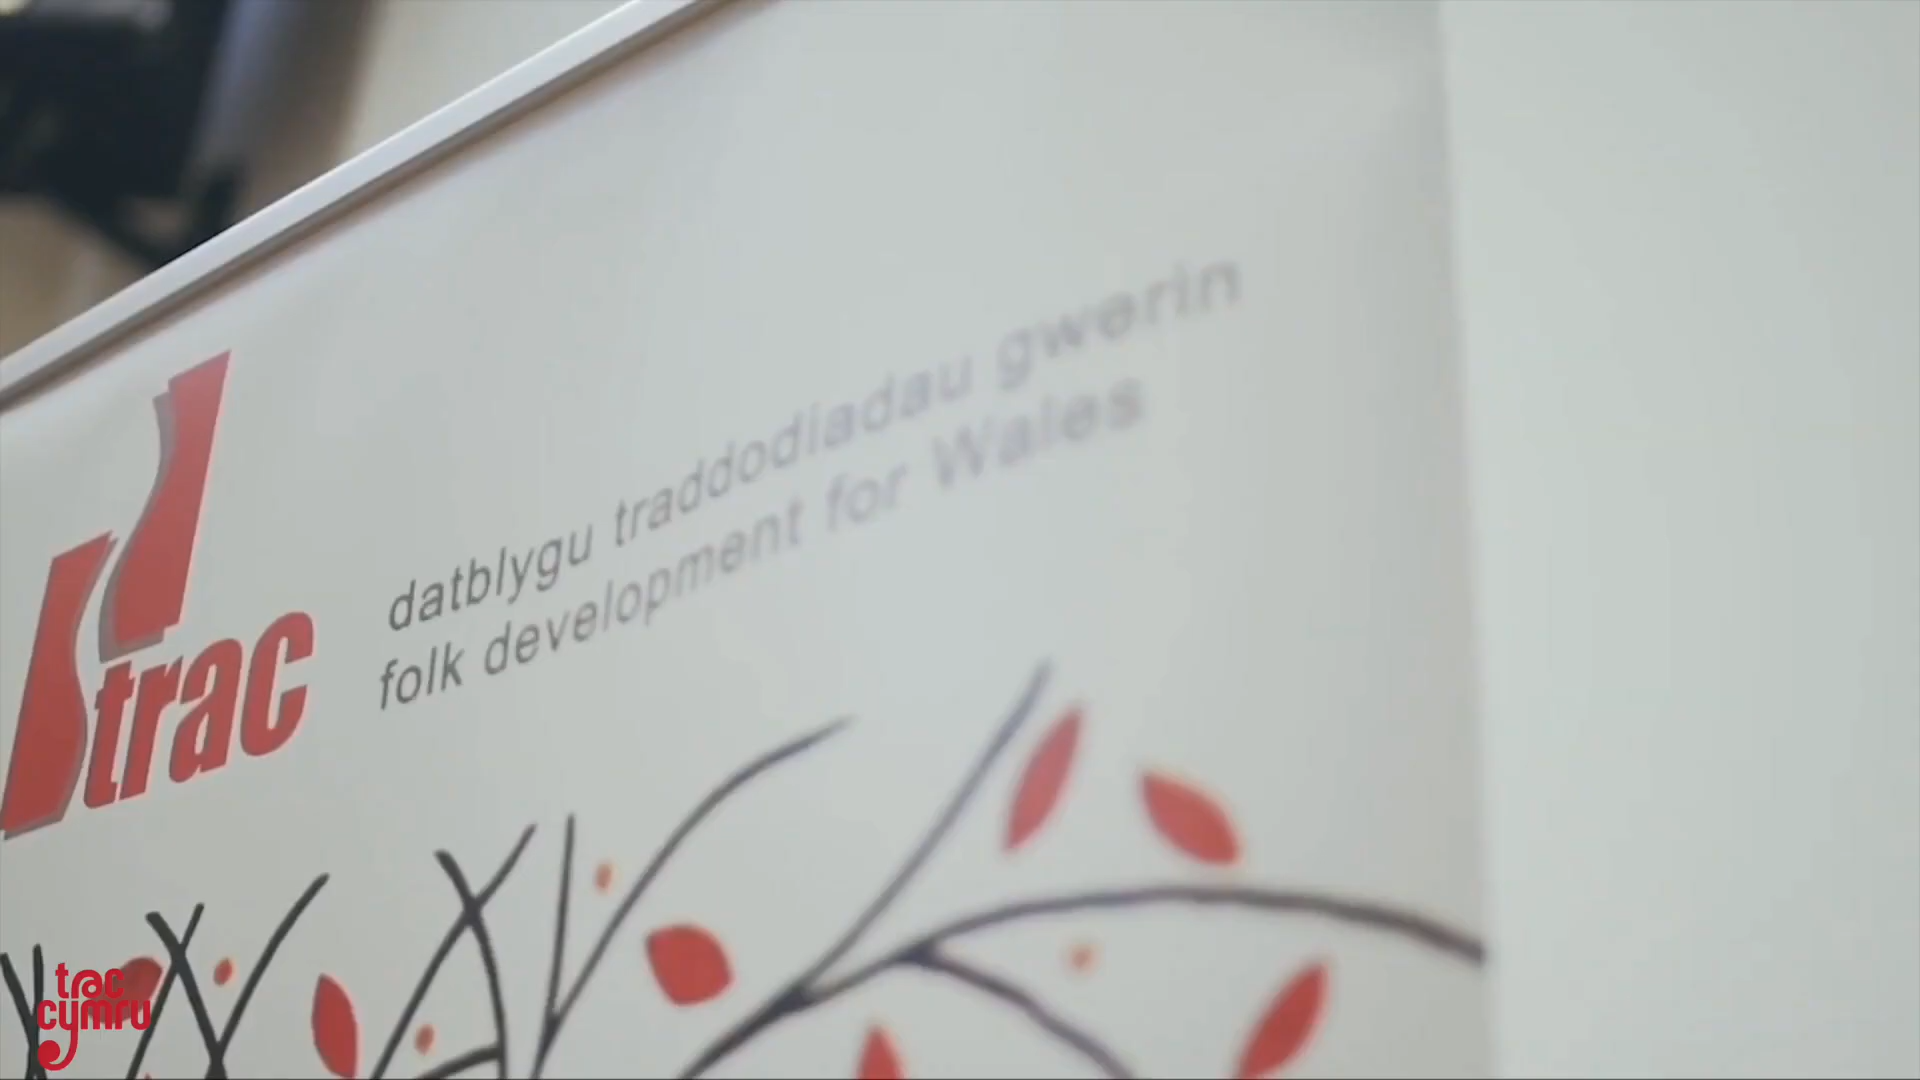 trac
datblygu traddodiadau gwerin
folk development for Wales
trac
cymru